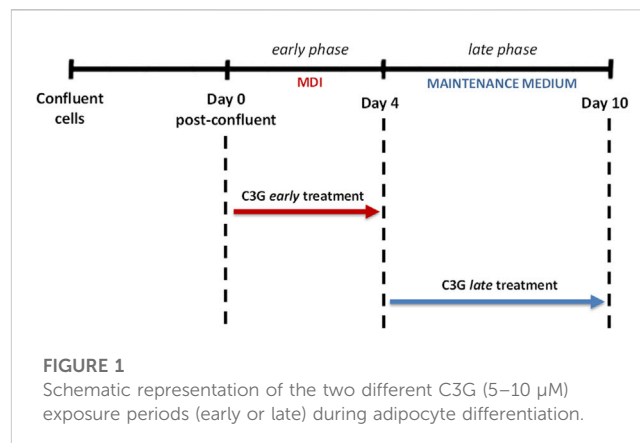 early phase
late phase
MDI
MAINTENANCE MEDIUM
Confluent
cells
Day 0
post-confluent
Day 4
Day 10
C3G early treatment
C3G late treatment
FIGURE 1
Schematic representation of the two different C3G (5–10 μM)
exposure periods (early or late) during adipocyte differentiation.